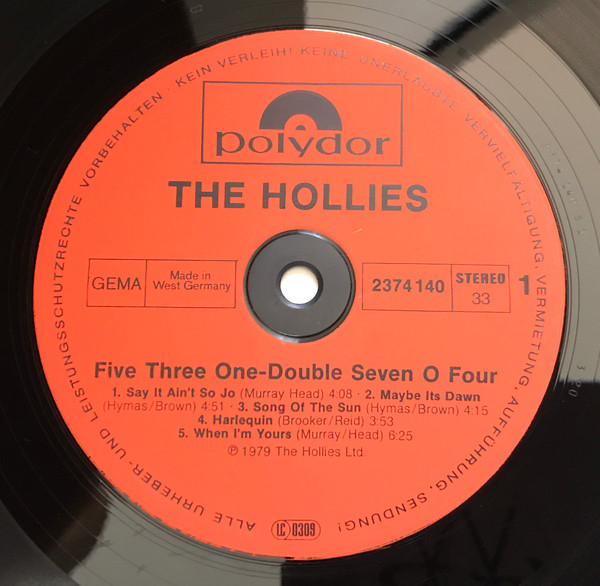 polydor
THE HOLLIES
GEMA
Made in
West Germany
2374 140
STEREO
33
1
Five Three One-Double Seven O Four
1. Say It Ain't So Jo (Murray Head) 4:08 · 2. Maybe Its Dawn
(Hymas/Brown) 4:51 · 3. Song Of The Sun (Hymas/Brown) 4:15
4. Harlequin (Brooker/Reid) 3:53
5. When I'm Yours (Murray/Head) 6:25
℗ 1979 The Hollies Ltd.
LC 0309
ALLE URHEBER- UND LEISTUNGSSCHUTZRECHTE VORBEHALTEN · KEIN VERLEIH! KEINE UNERLAUBTE VERVIELFÄLTIGUNG, VERMIETUNG, AUFFÜHRUNG, SENDUNG!